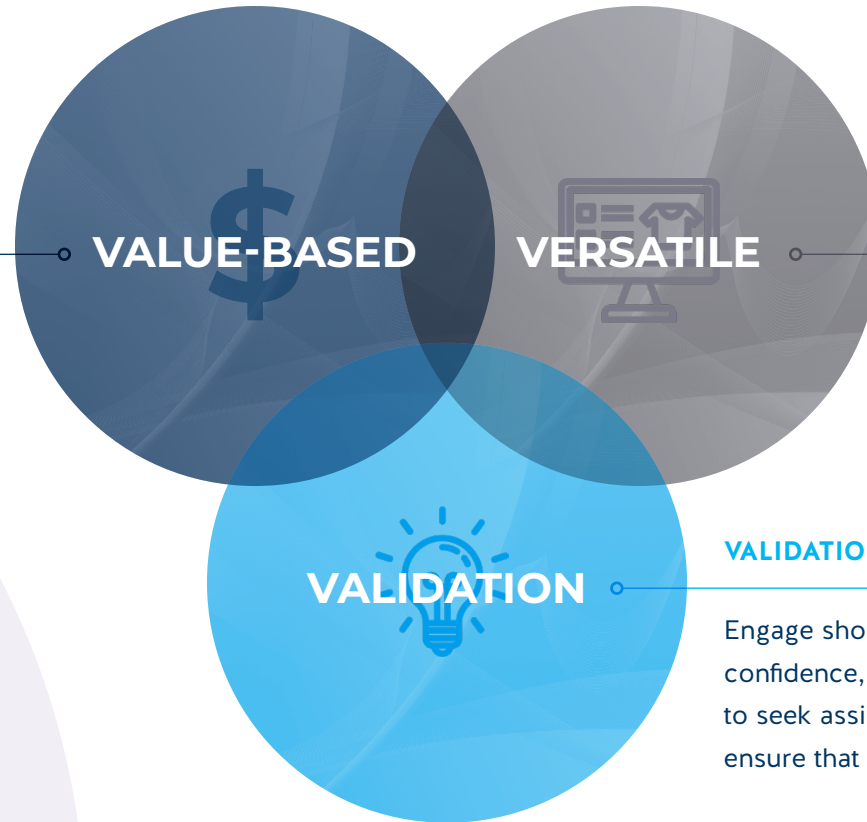 VALUE-BASED
VERSATILE
VALIDATION
VALIDATIO
Engage sho
confidence,
to seek assi
ensure that